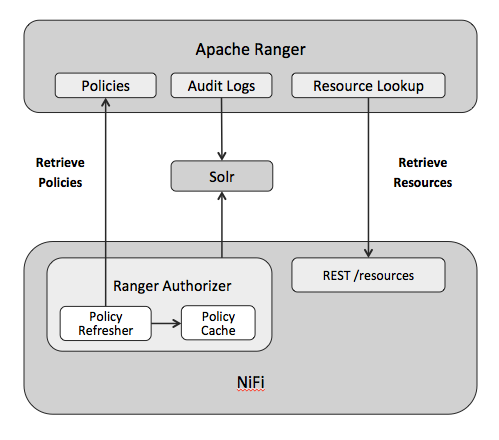 Apache Ranger
Policies
Audit Logs
Resource Lookup
Retrieve
Policies
Retrieve
Resources
Solr
Ranger Authorizer
REST /resources
Policy
Refresher
Policy
Cache
NiFi